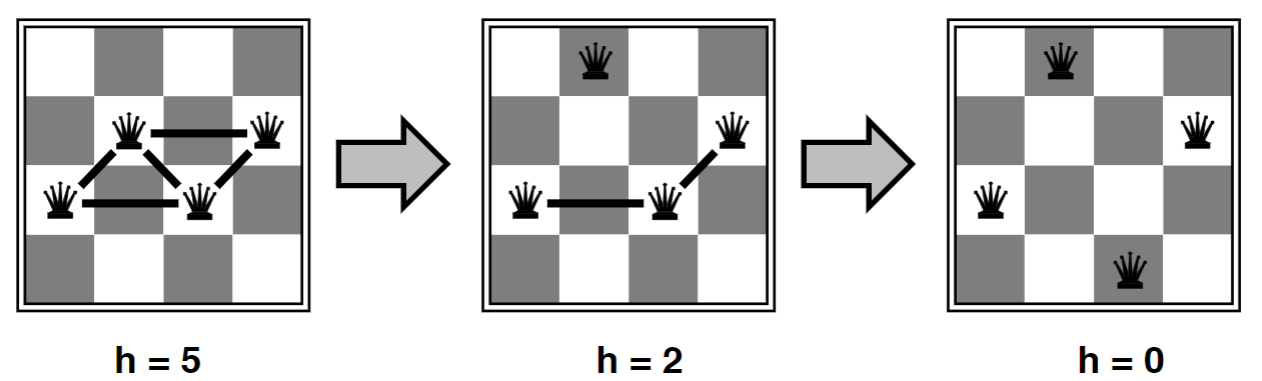 h = 5
h = 2
h = 0